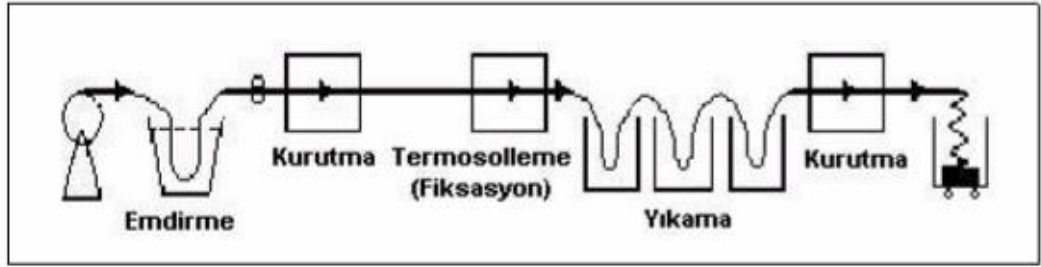 Kurutma
Termosolleme
(Fiksasyon)
Kurutma
Emdirme
Yıkama